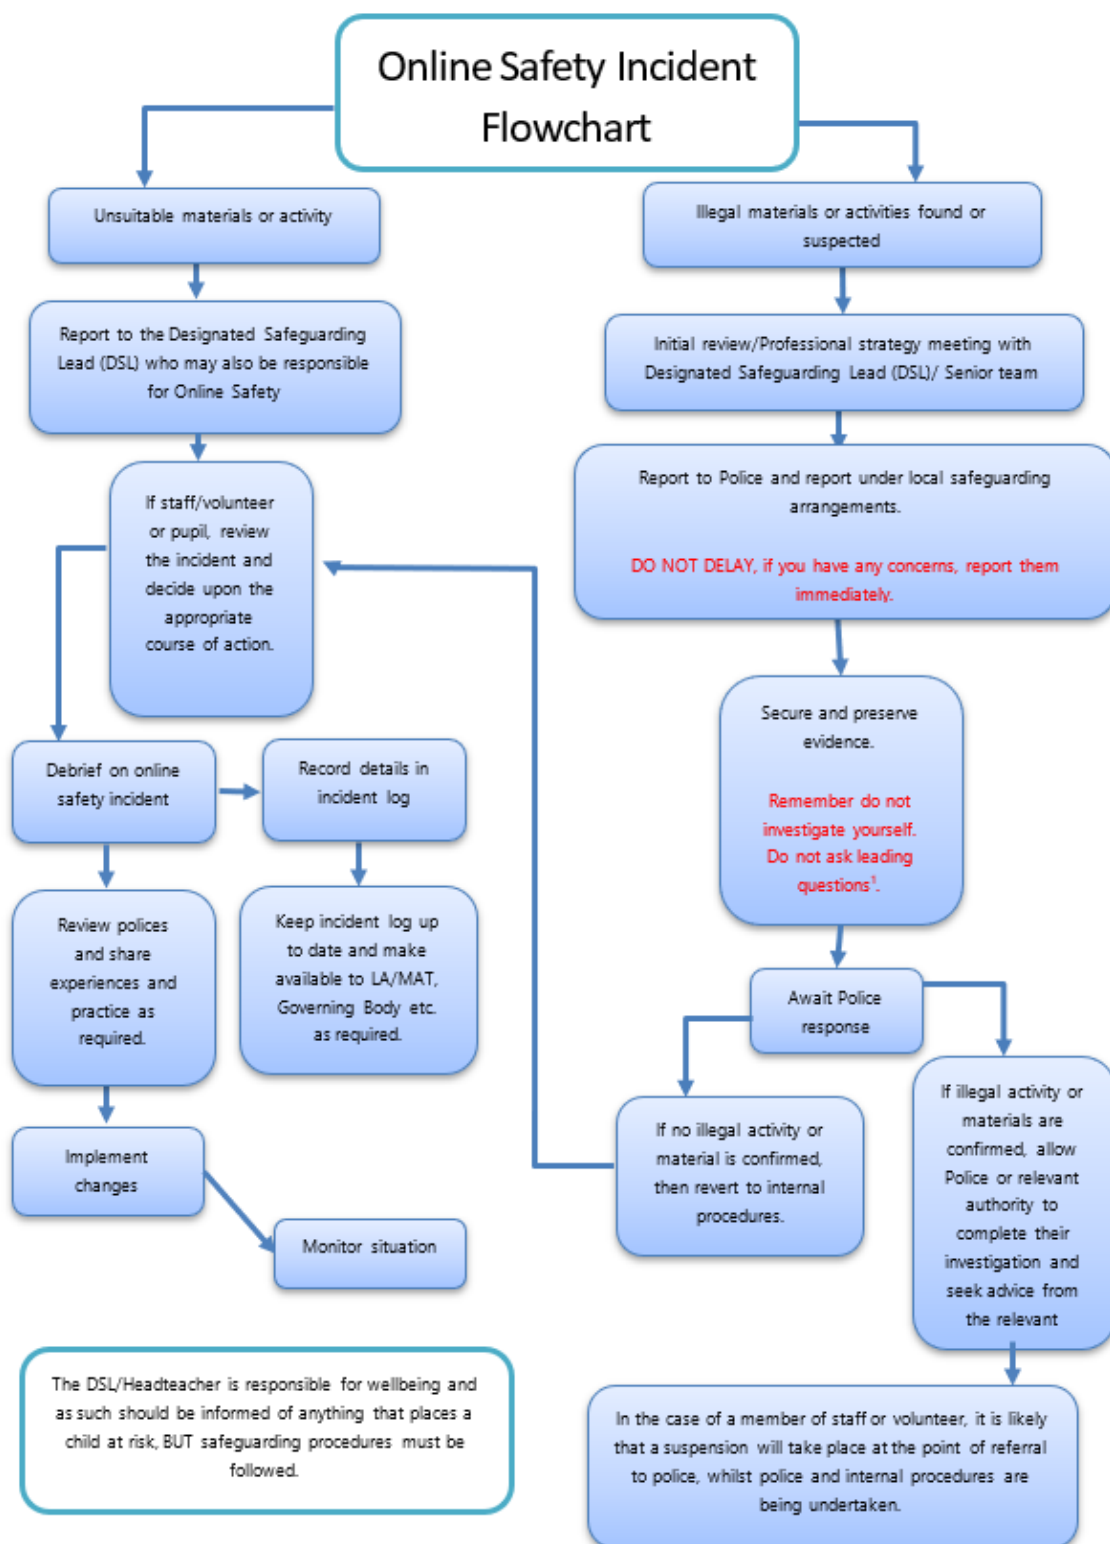 Online Safety Incident
Flowchart
Unsuitable materials or activity
Report to the Designated Safeguarding
Lead (DSL) who may also be responsible
for Online Safety
If staff/volunteer
or pupil, review
the incident and
decide upon the
appropriate
course of action.
Debrief on online
safety incident
Record details in
incident log
Review polices
and share
experiences and
practice as
required.
Keep incident log up
to date and make
available to LA/MAT,
Governing Body etc.
as required.
Implement
changes
Monitor situation
The DSL/Headteacher is responsible for wellbeing and
as such should be informed of anything that places a
child at risk, BUT safeguarding procedures must be
followed.
Illegal materials or activities found or
suspected
Initial review/Professional strategy meeting with
Designated Safeguarding Lead (DSL)/ Senior team
Report to Police and report under local safeguarding
arrangements.
DO NOT DELAY, if you have any concerns, report them
immediately.
Secure and preserve
evidence.
Remember do not
investigate yourself.
Do not ask leading
questions¹.
Await Police
response
If no illegal activity or
material is confirmed,
then revert to internal
procedures.
If illegal activity or
materials are
confirmed, allow
Police or relevant
authority to
complete their
investigation and
seek advice from
the relevant
In the case of a member of staff or volunteer, it is likely
that a suspension will take place at the point of referral
to police, whilst police and internal procedures are
being undertaken.